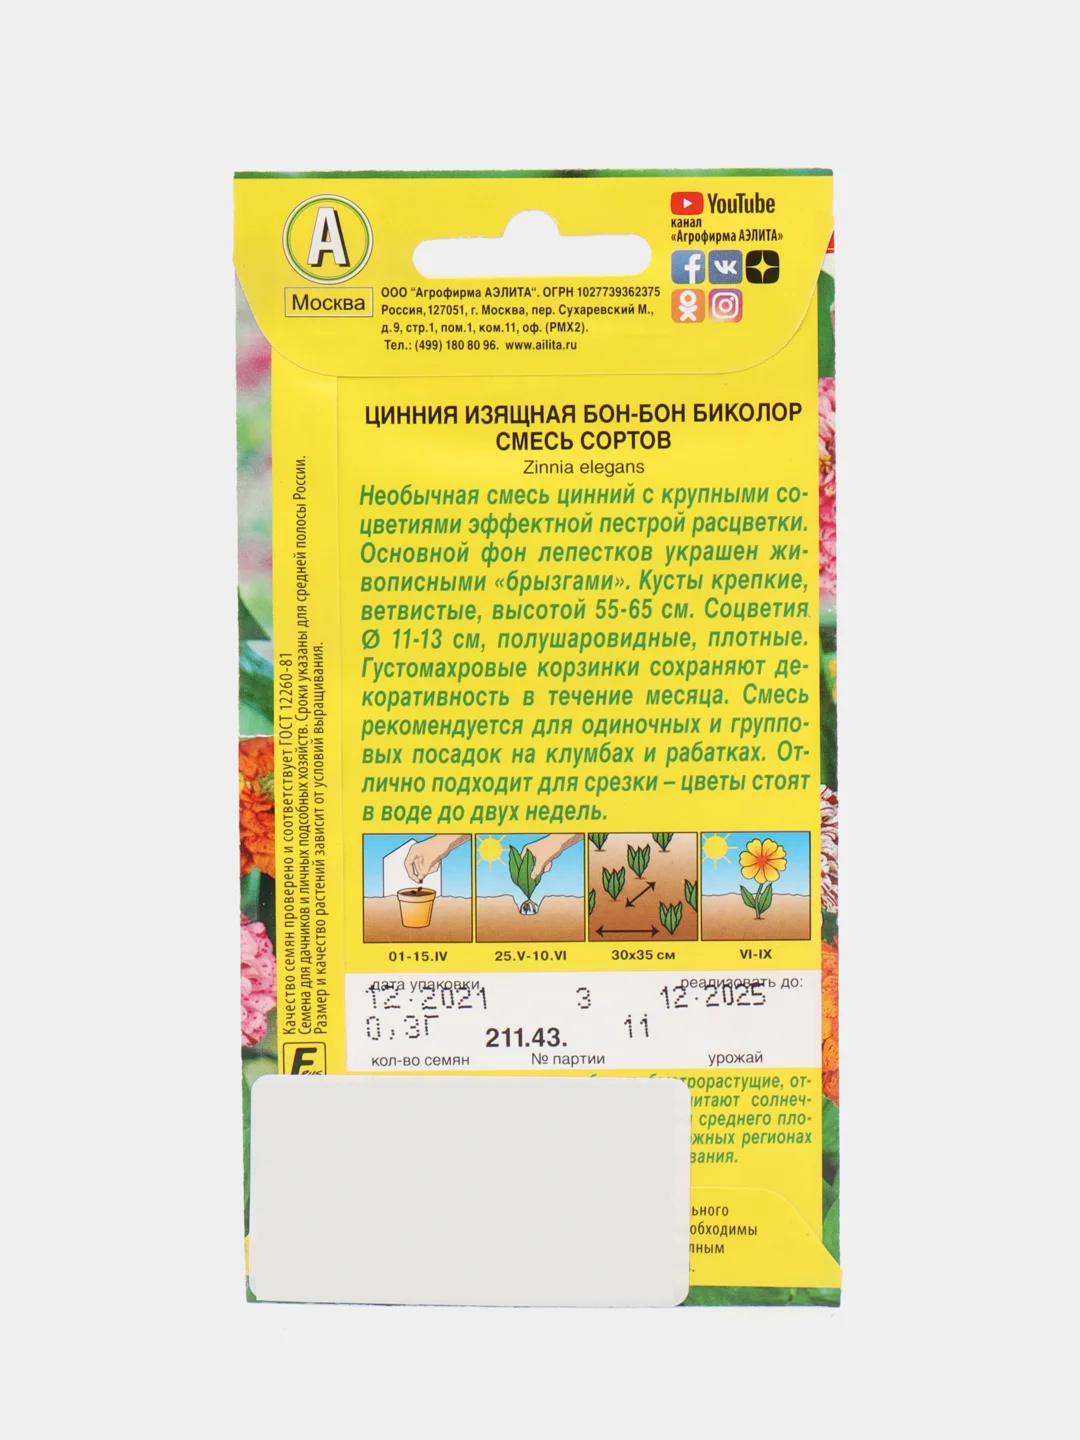 YouTube
канал
«Агрофирма АЭЛИТА»
А
Москва
ООО "Агрофирма АЭЛИТА". ОГРН 1027739362375
Россия,127051, г. Москва, пер. Сухаревский М.,
д.9, стр.1, пом.1, ком.11, оф. (РМХ2).
Тел.: (499) 180 80 96. www.ailita.ru
ЦИННИЯ ИЗЯЩНАЯ БОН-БОН БИКОЛОР
СМЕСЬ СОРТОВ
Zinnia elegans
Необычная смесь цинний с крупными со-
цветиями эффектной пестрой расцветки.
Основной фон лепестков украшен жи-
вописными «брызгами». Кусты крепкие,
ветвистые, высотой 55-65 см. Соцветия
Ø 11-13 см, полушаровидные, плотные.
Густомахровые корзинки сохраняют де-
коративность в течение месяца. Смесь
рекомендуется для одиночных и группо-
вых посадок на клумбах и рабатках. От-
лично подходит для срезки – цветы стоят
в воде до двух недель.
01-15.IV
25.V-10.VI
30х35 см
VI-IX
дата упаковки
реализовать до:
12.2021 3 12.2025
0,3Г 211.43. 11
кол-во семян № партии урожай
Качество семян проверено и соответствует ГОСТ 12260-81
Семена для дачников и личных подсобных хозяйств. Сроки указаны для средней полосы России.
Размер и качество растений зависит от условий выращивания.
быстрорастущие, от-
солнеч-
среднего пло-
регионах